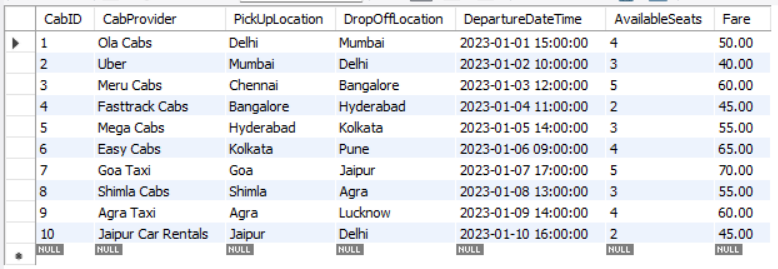 CabID CabProvider PickUpLocation DropOffLocation DepartureDateTime AvailableSeats Fare
1 Ola Cabs Delhi Mumbai 2023-01-01 15:00:00 4 50.00
2 Uber Mumbai Delhi 2023-01-02 10:00:00 3 40.00
3 Meru Cabs Chennai Bangalore 2023-01-03 12:00:00 5 60.00
4 Fasttrack Cabs Bangalore Hyderabad 2023-01-04 11:00:00 2 45.00
5 Mega Cabs Hyderabad Kolkata 2023-01-05 14:00:00 3 55.00
6 Easy Cabs Kolkata Pune 2023-01-06 09:00:00 4 65.00
7 Goa Taxi Goa Jaipur 2023-01-07 17:00:00 5 70.00
8 Shimla Cabs Shimla Agra 2023-01-08 13:00:00 3 55.00
9 Agra Taxi Agra Lucknow 2023-01-09 14:00:00 4 60.00
10 Jaipur Car Rentals Jaipur Delhi 2023-01-10 16:00:00 2 45.00
NULL NULL NULL NULL NULL NULL NULL